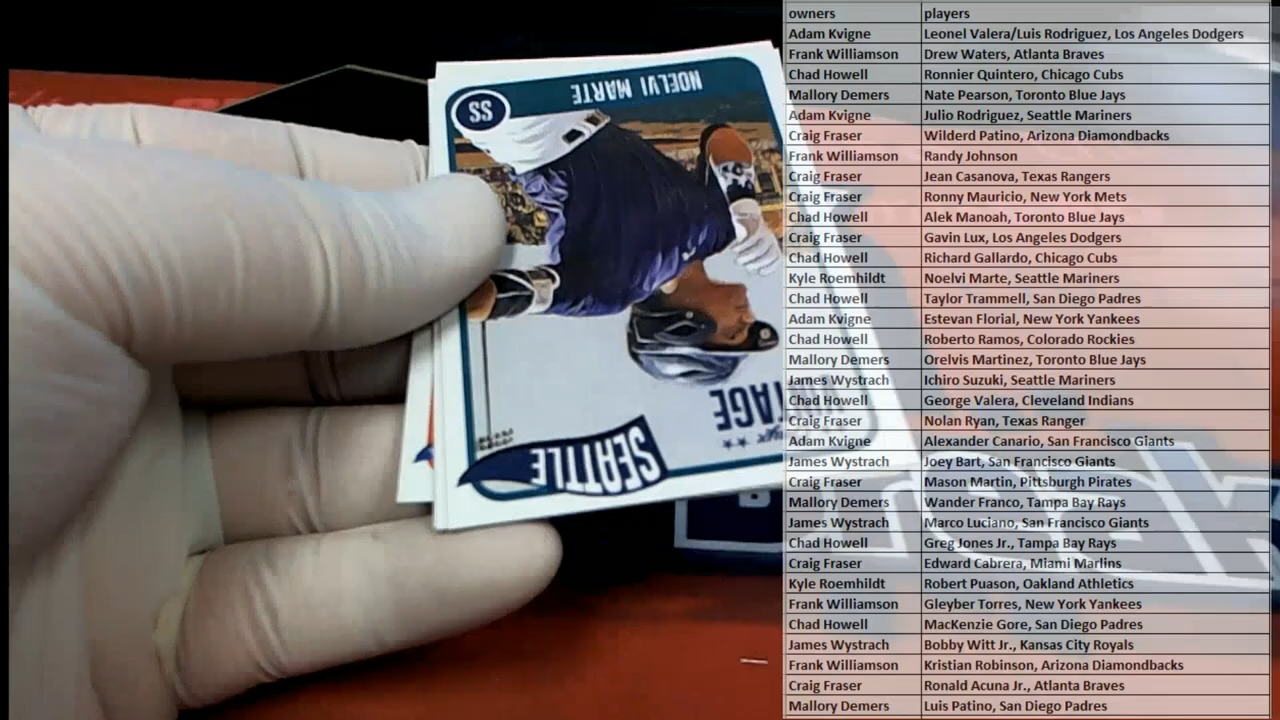 owners players
Adam Kvigne Leonel Valera/Luis Rodriguez, Los Angeles Dodgers
Frank Williamson Drew Waters, Atlanta Braves
Chad Howell Ronnier Quintero, Chicago Cubs
Mallory Demers Nate Pearson, Toronto Blue Jays
Adam Kvigne Julio Rodriguez, Seattle Mariners
Craig Fraser Wilderd Patino, Arizona Diamondbacks
Frank Williamson Randy Johnson
Craig Fraser Jean Casanova, Texas Rangers
Craig Fraser Ronny Mauricio, New York Mets
Chad Howell Alek Manoah, Toronto Blue Jays
Craig Fraser Gavin Lux, Los Angeles Dodgers
Chad Howell Richard Gallardo, Chicago Cubs
Kyle Roemhildt Noelvi Marte, Seattle Mariners
Chad Howell Taylor Trammell, San Diego Padres
Adam Kvigne Estevan Florial, New York Yankees
Chad Howell Roberto Ramos, Colorado Rockies
Mallory Demers Orelvis Martinez, Toronto Blue Jays
James Wystrach Ichiro Suzuki, Seattle Mariners
Chad Howell George Valera, Cleveland Indians
Craig Fraser Nolan Ryan, Texas Ranger
Adam Kvigne Alexander Canario, San Francisco Giants
James Wystrach Joey Bart, San Francisco Giants
Craig Fraser Mason Martin, Pittsburgh Pirates
Mallory Demers Wander Franco, Tampa Bay Rays
James Wystrach Marco Luciano, San Francisco Giants
Chad Howell Greg Jones Jr., Tampa Bay Rays
Craig Fraser Edward Cabrera, Miami Marlins
Kyle Roemhildt Robert Puason, Oakland Athletics
Frank Williamson Gleyber Torres, New York Yankees
Chad Howell MacKenzie Gore, San Diego Padres
James Wystrach Bobby Witt Jr., Kansas City Royals
Frank Williamson Kristian Robinson, Arizona Diamondbacks
Craig Fraser Ronald Acuna Jr., Atlanta Braves
Mallory Demers Luis Patino, San Diego Padres
NOELVI MARTE
SS
SEATTLE